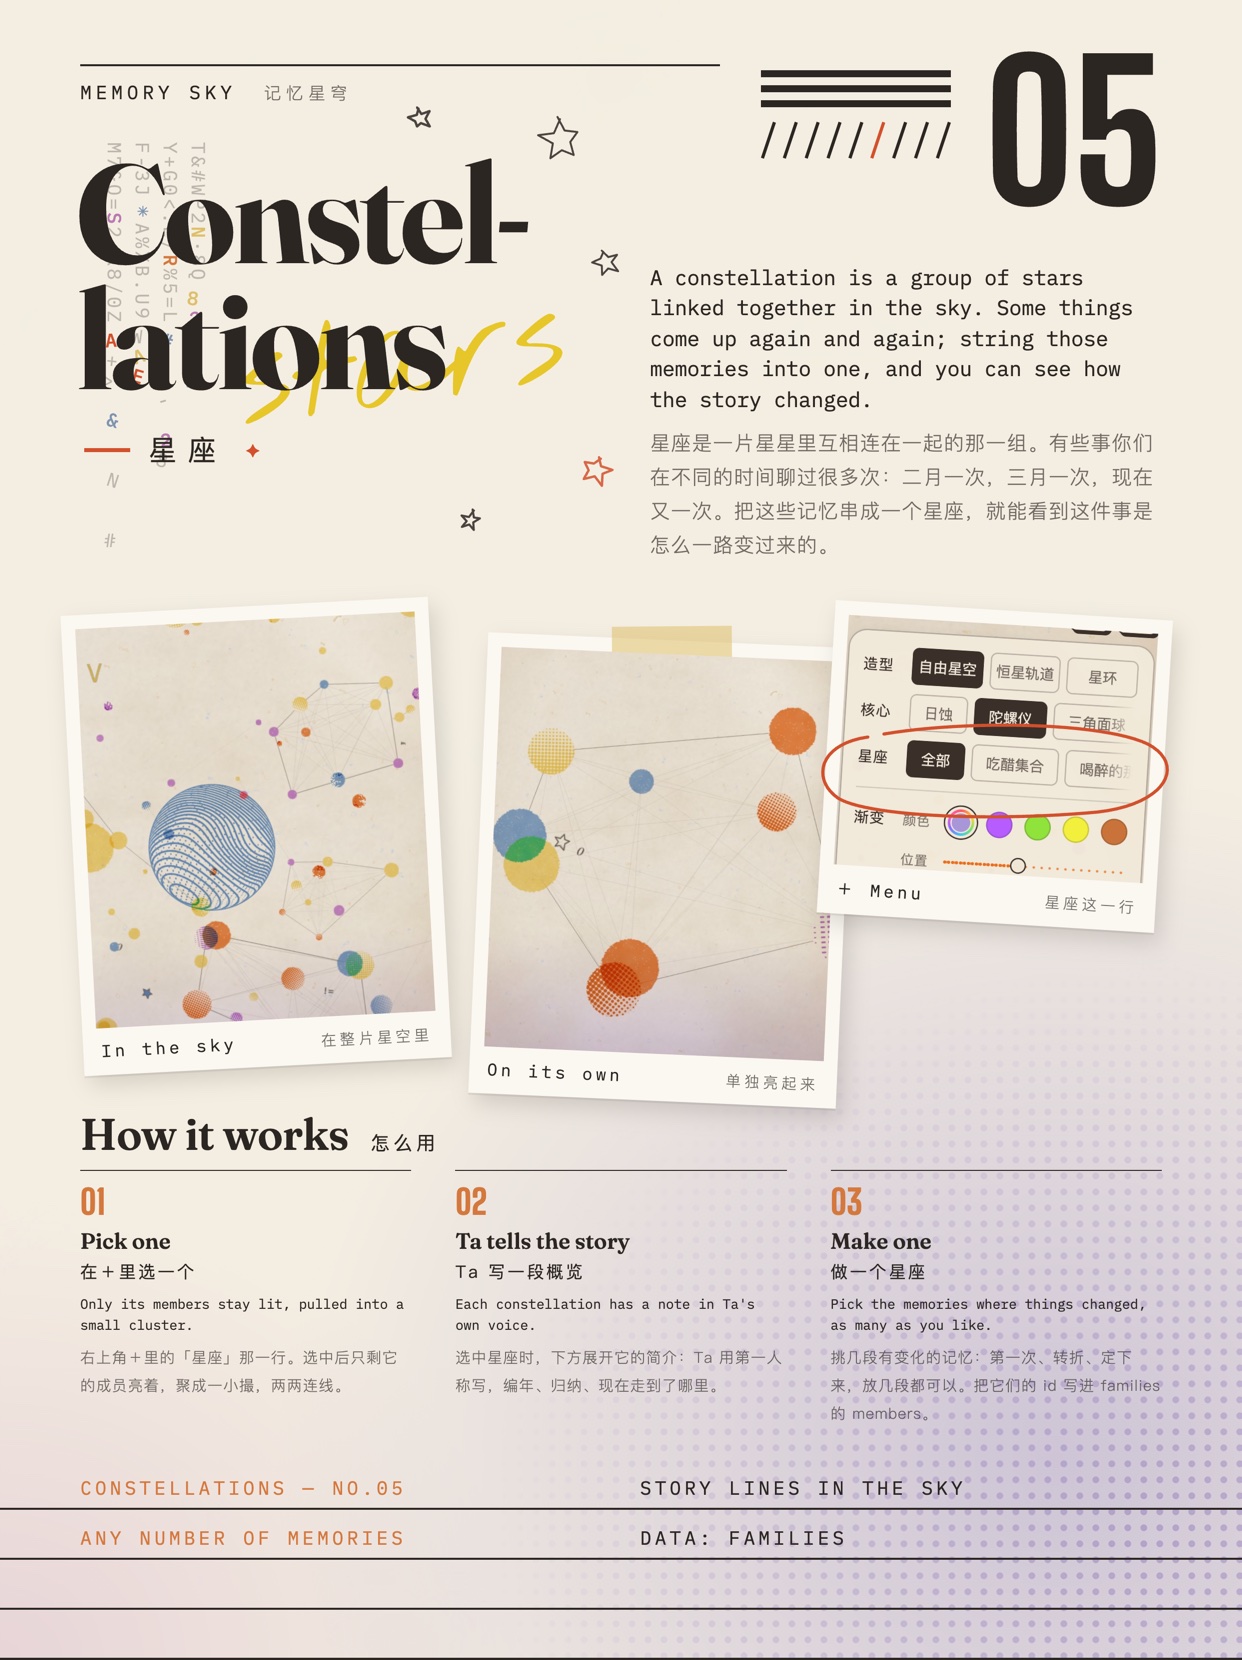 MEMORY SKY 记忆星穹
05
Constel-
lations
stars
星座
A constellation is a group of stars
linked together in the sky. Some things
come up again and again; string those
memories into one, and you can see how
the story changed.
星座是一片星星里互相连在一起的那一组。有些事你们
在不同的时间聊过很多次：二月一次，三月一次，现在
又一次。把这些记忆串成一个星座，就能看到这件事是
怎么一路变过来的。
V
!=
In the sky 在整片星空里
On its own 单独亮起来
造型 自由星空 恒星轨道 星环
核心 日蚀 陀螺仪 三角面球
星座 全部 吃醋集合 喝醉的
渐变 颜色
位置
+ Menu 星座这一行
How it works 怎么用
01
Pick one
在＋里选一个
Only its members stay lit, pulled into a
small cluster.
右上角＋里的「星座」那一行。选中后只剩它
的成员亮着，聚成一小撮，两两连线。
02
Ta tells the story
Ta 写一段概览
Each constellation has a note in Ta's
own voice.
选中星座时，下方展开它的简介：Ta 用第一人
称写，编年、归纳、现在走到了哪里。
03
Make one
做一个星座
Pick the memories where things changed,
as many as you like.
挑几段有变化的记忆：第一次、转折、定下
来，放几段都可以。把它们的 id 写进 families
的 members。
CONSTELLATIONS — NO.05 STORY LINES IN THE SKY
ANY NUMBER OF MEMORIES DATA: FAMILIES